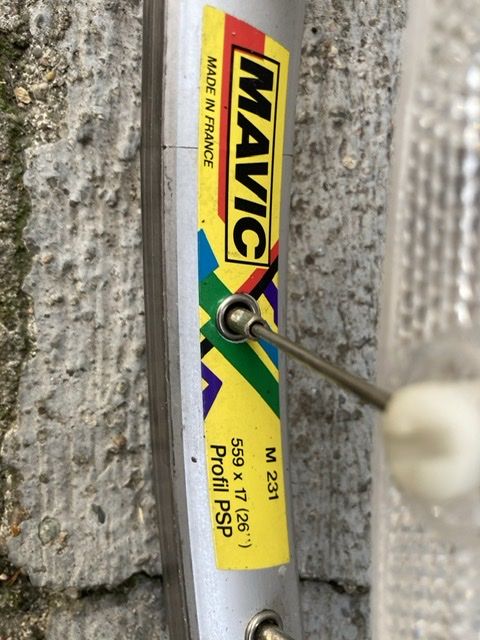 MAVIC
MADE IN FRANCE
M 231
559 x 17 (26'')
Profil PSP